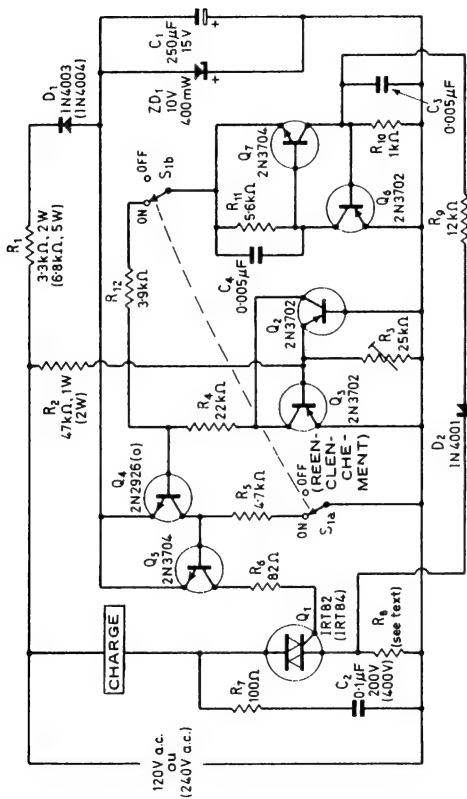 120V a.c.
ou
(240V a.c.)
CHARGE
R7
100Ω
C2
0·1µF
200V
(400V)
Q1
IRT82
(IRT84)
R8
(see text)
R6
82Ω
Q5
2N3704
Q4
2N2926(o)
R5
4·7kΩ
ON
OFF
S1a
(REEN-
CLEN-
CHE-
MENT)
R2
47kΩ, 1W
(2W)
R1
3·3kΩ, 2W
(6·8kΩ, 5W)
D1
1N4003
(1N4004)
R12
3·9kΩ
R4
22kΩ
Q3
2N3702
Q2
2N3702
R3
25kΩ
D2
1N4001
ON
OFF
S1b
R11
5·6kΩ
C4
0·005µF
Q7
2N3704
Q6
2N3702
R10
1kΩ
C3
0·005µF
R9
12kΩ
ZD1
10V
400mW
+
C1
250µF
15V
+